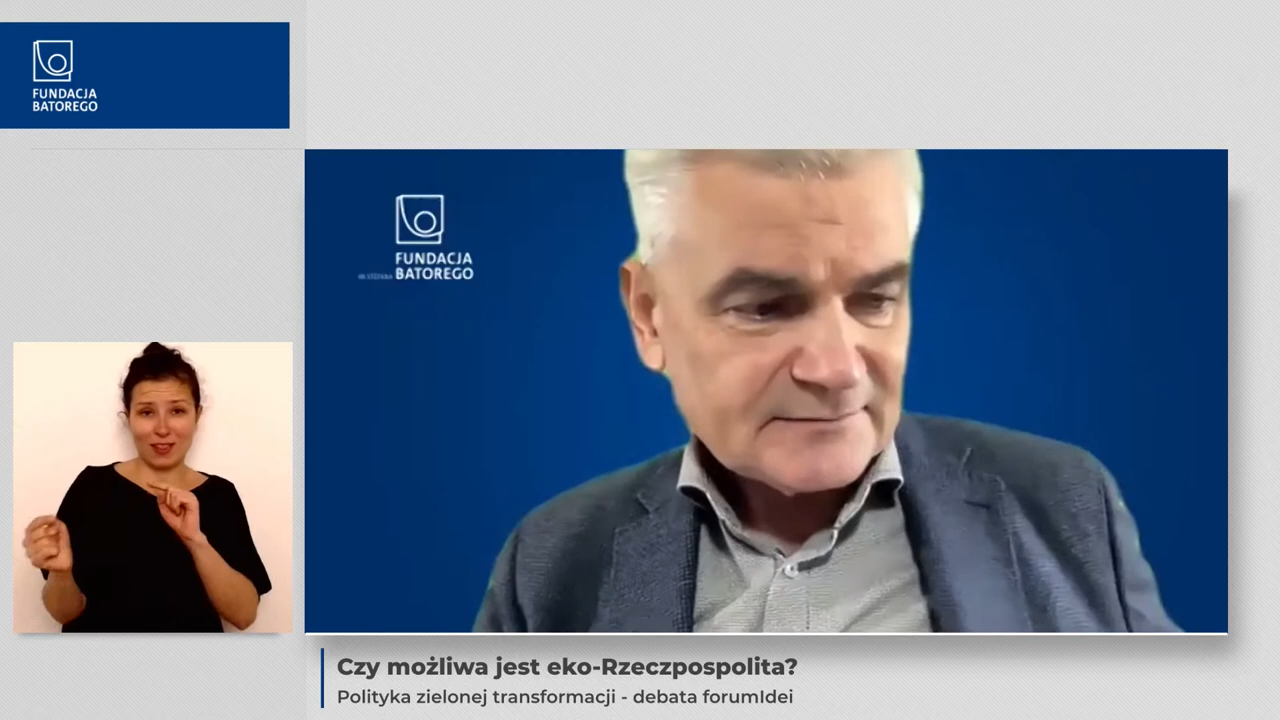 FUNDACJA
BATOREGO
FUNDACJA
BATOREGO
Czy możliwa jest eko-Rzeczpospolita?
Polityka zielonej transformacji - debata forumIdei